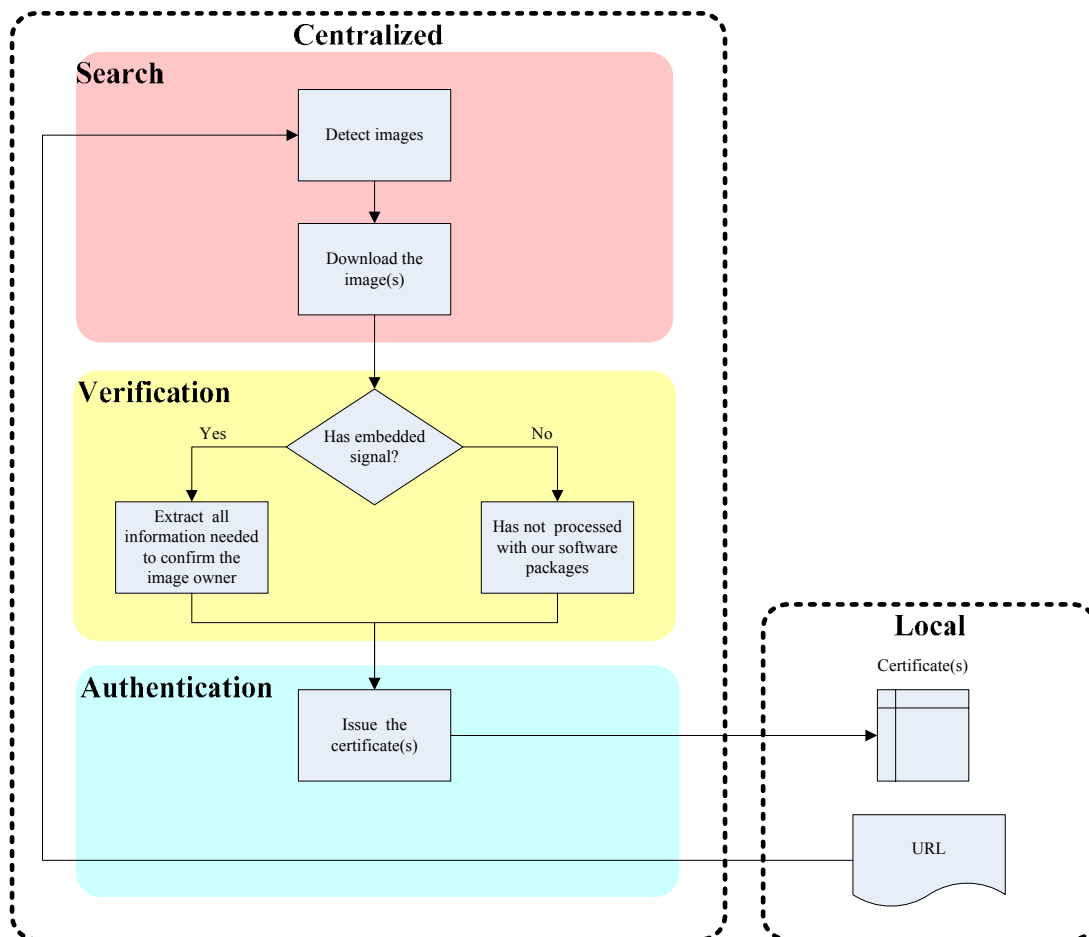 Centralized
Search
Detect images
Download the
image(s)
Verification
Yes
Has embedded
signal?
No
Extract all
information needed
to confirm the
image owner
Has not processed
with our software
packages
Authentication
Issue the
certificate(s)
Local
Certificate(s)
URL